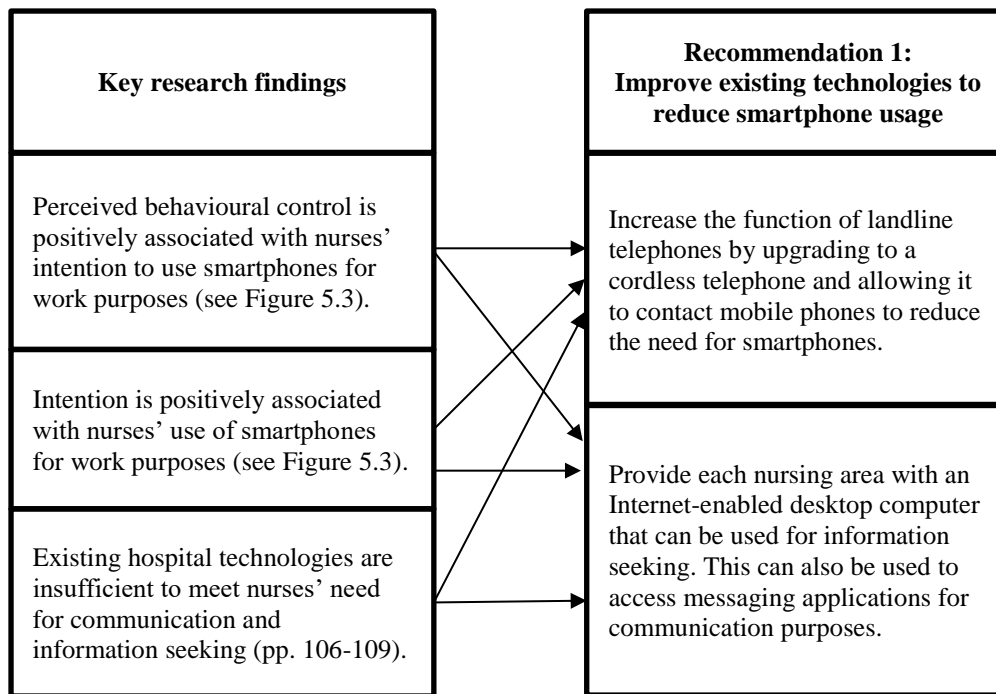 Key research findings
Perceived behavioural control is
positively associated with nurses’
intention to use smartphones for
work purposes (see Figure 5.3).
Intention is positively associated
with nurses’ use of smartphones
for work purposes (see Figure 5.3).
Existing hospital technologies are
insufficient to meet nurses’ need
for communication and
information seeking (pp. 106-109).
Recommendation 1:
Improve existing technologies to
reduce smartphone usage
Increase the function of landline
telephones by upgrading to a
cordless telephone and allowing it
to contact mobile phones to reduce
the need for smartphones.
Provide each nursing area with an
Internet-enabled desktop computer
that can be used for information
seeking. This can also be used to
access messaging applications for
communication purposes.